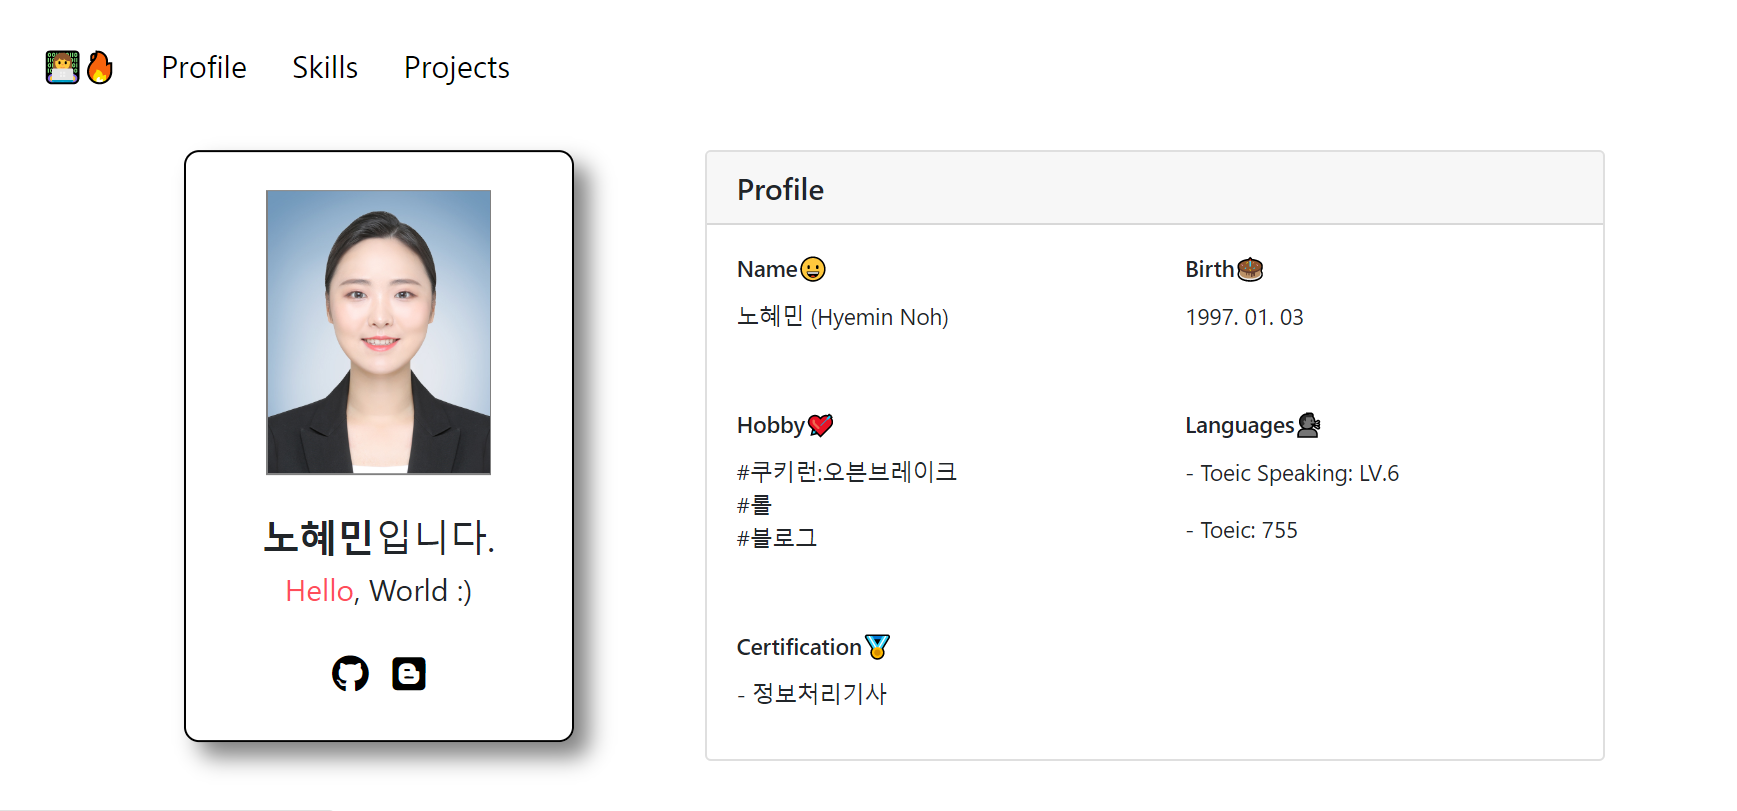 Profile Skills Projects
노혜민입니다.
Hello, World :)
Profile
Name
노혜민 (Hyemin Noh)
Birth
1997. 01. 03
Hobby
#쿠키런:오븐브레이크
#롤
#블로그
Languages
- Toeic Speaking: LV.6
- Toeic: 755
Certification
- 정보처리기사